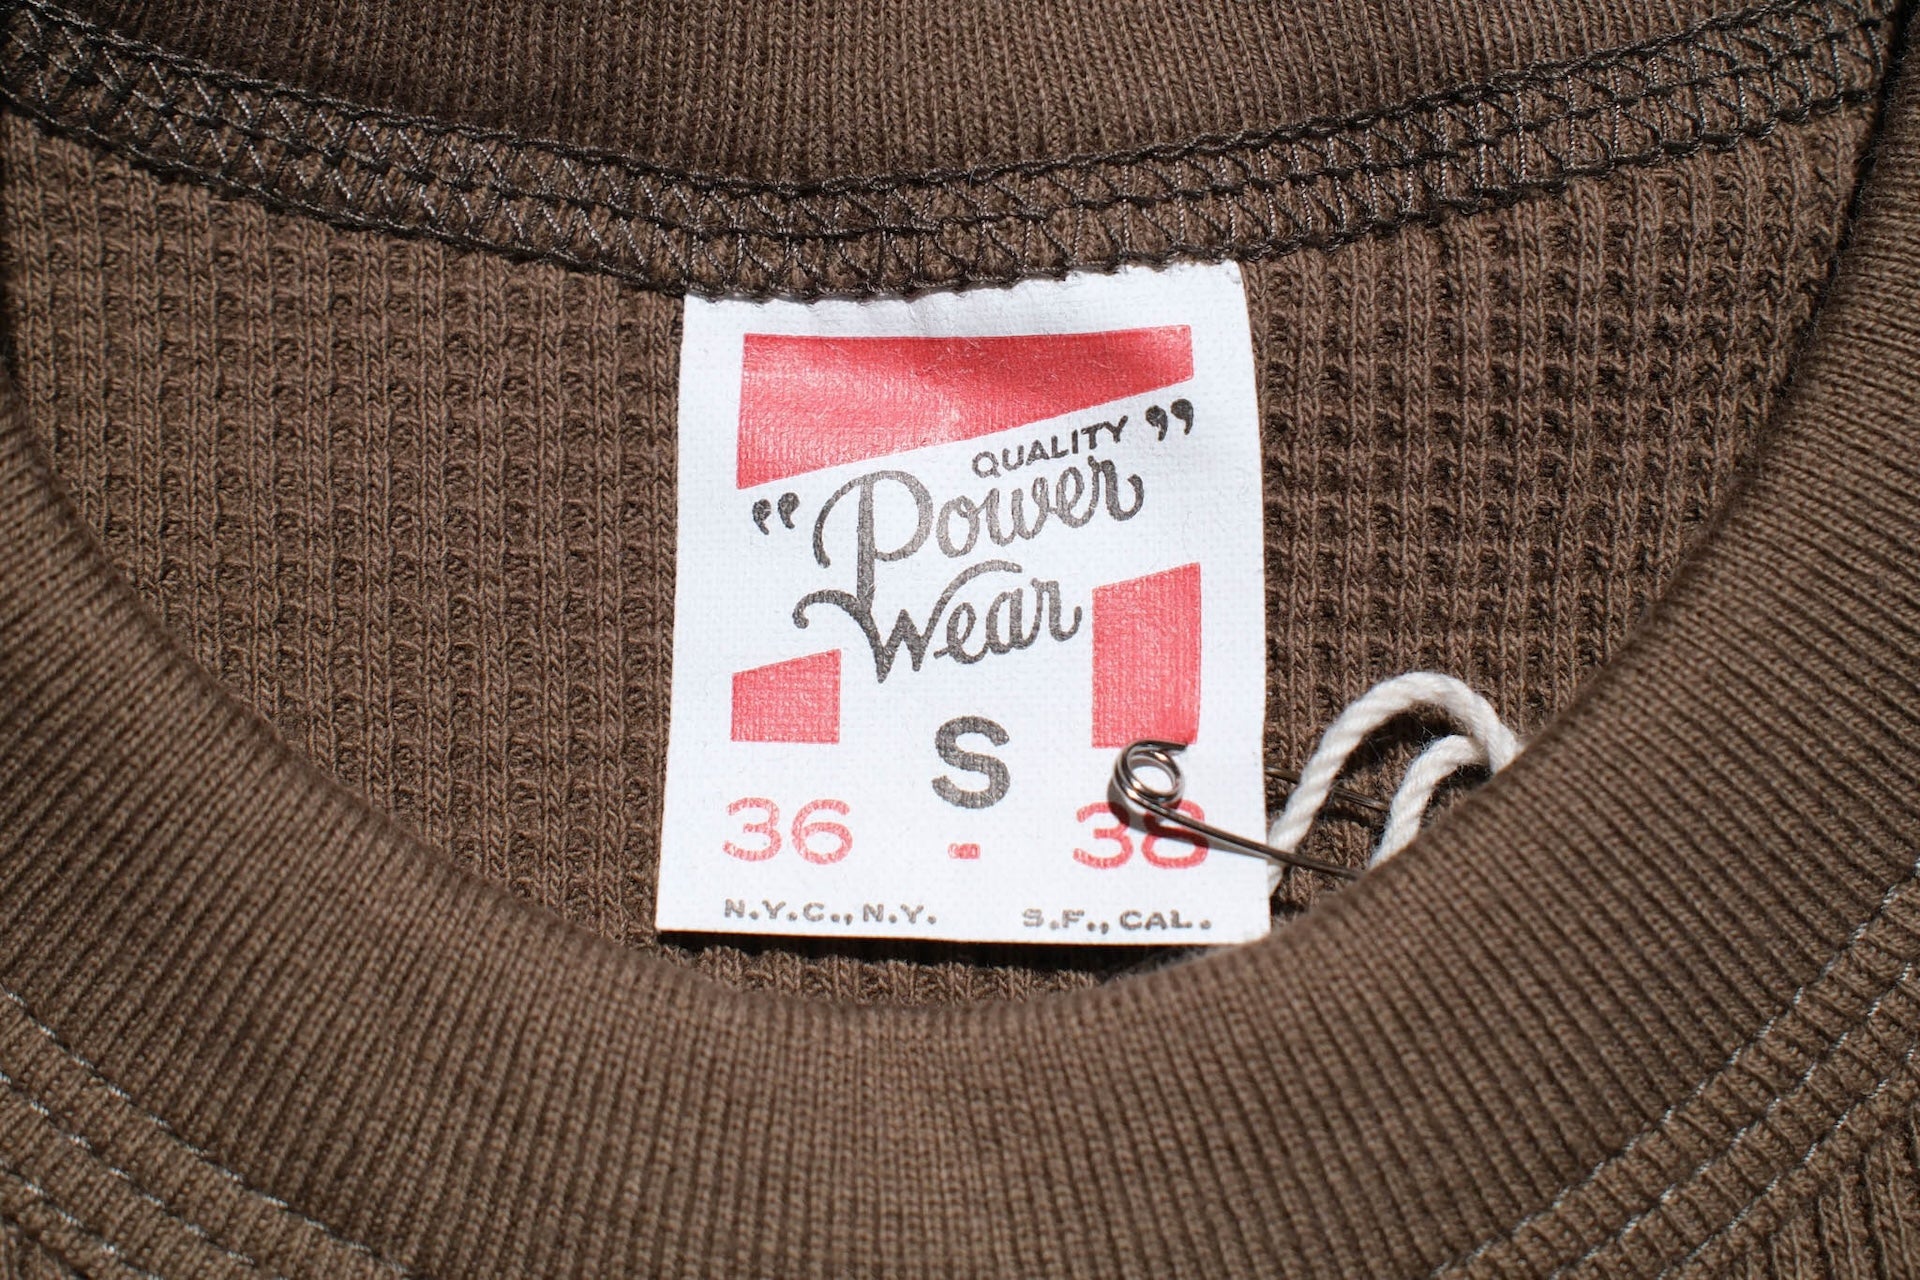 QUALITY
“Power
Wear”
S
36 - 38
N.Y.C., N.Y. S.F., CAL.